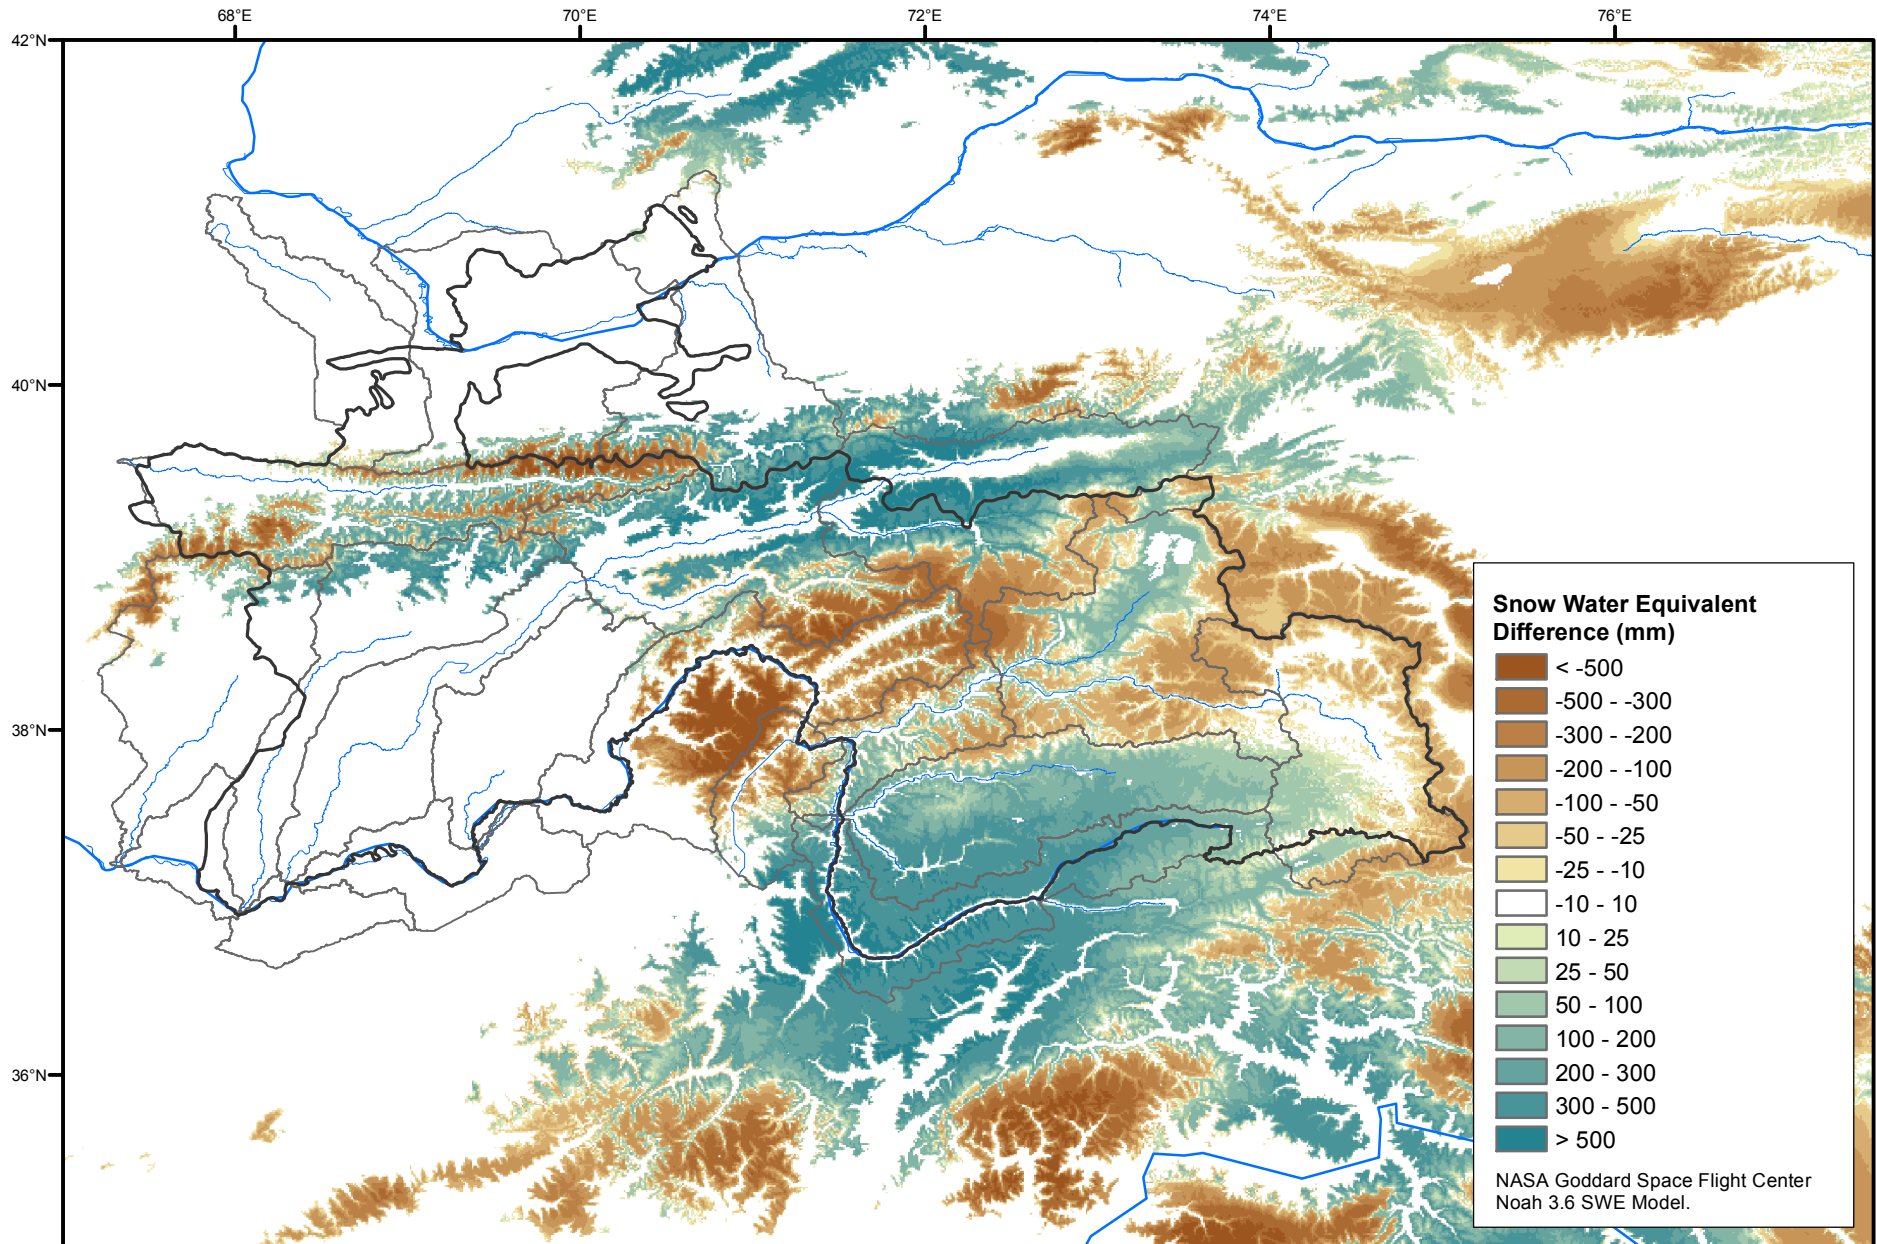 68°E
70°E
72°E
74°E
76°E
42°N
40°N
38°N
36°N
Snow Water Equivalent
Difference (mm)
< -500
-500 - -300
-300 - -200
-200 - -100
-100 - -50
-50 - -25
-25 - -10
-10 - 10
10 - 25
25 - 50
50 - 100
100 - 200
200 - 300
300 - 500
> 500
NASA Goddard Space Flight Center
Noah 3.6 SWE Model.